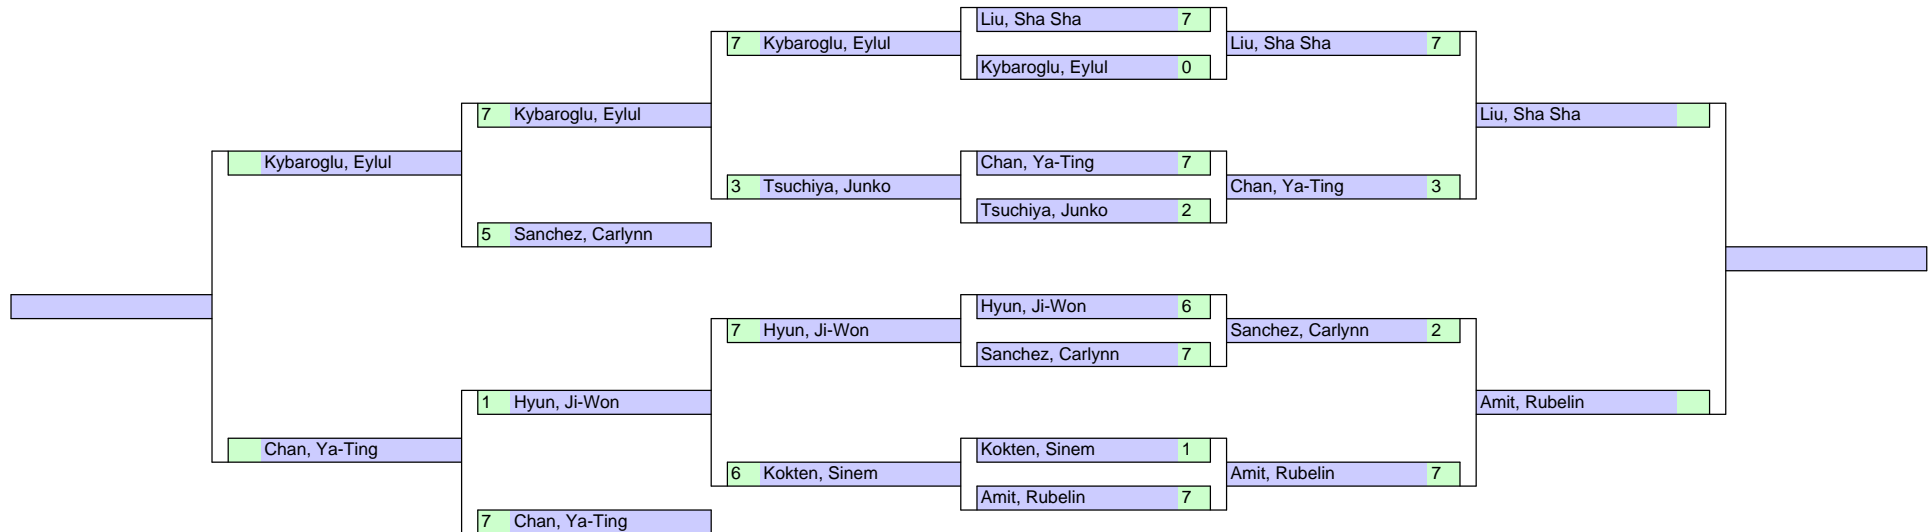 Liu, Sha Sha 7
7 Kybaroglu, Eylul
Liu, Sha Sha 7
Kybaroglu, Eylul 0
7 Kybaroglu, Eylul
Liu, Sha Sha
Kybaroglu, Eylul
Chan, Ya-Ting 7
3 Tsuchiya, Junko
Chan, Ya-Ting 3
Tsuchiya, Junko 2
5 Sanchez, Carlynn
Hyun, Ji-Won 6
7 Hyun, Ji-Won
Sanchez, Carlynn 2
Sanchez, Carlynn 7
1 Hyun, Ji-Won
Amit, Rubelin
Chan, Ya-Ting
Kokten, Sinem 1
6 Kokten, Sinem
Amit, Rubelin 7
Amit, Rubelin 7
7 Chan, Ya-Ting